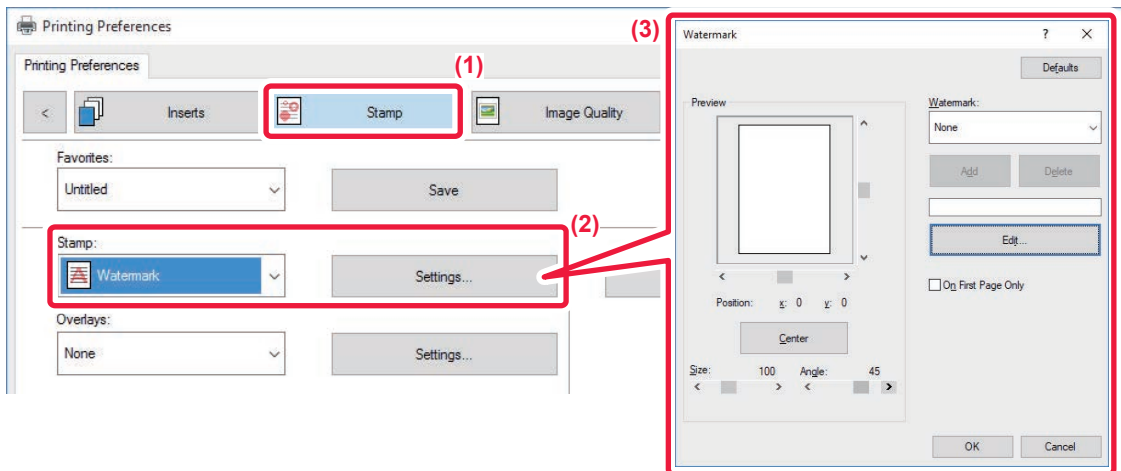 Printing Preferences
Printing Preferences
(1)
<
Inserts
Stamp
Image Quality
Favorites:
Untitled
Save
(2)
Stamp:
Watermark
Settings...
Overlays:
None
Settings...
(3)
Watermark
?
Defaults
Preview
Position: x: 0 y: 0
Center
Size: 100 Angle: 45
Watermark:
None
Add
Delete
Edit...
On First Page Only
OK
Cancel